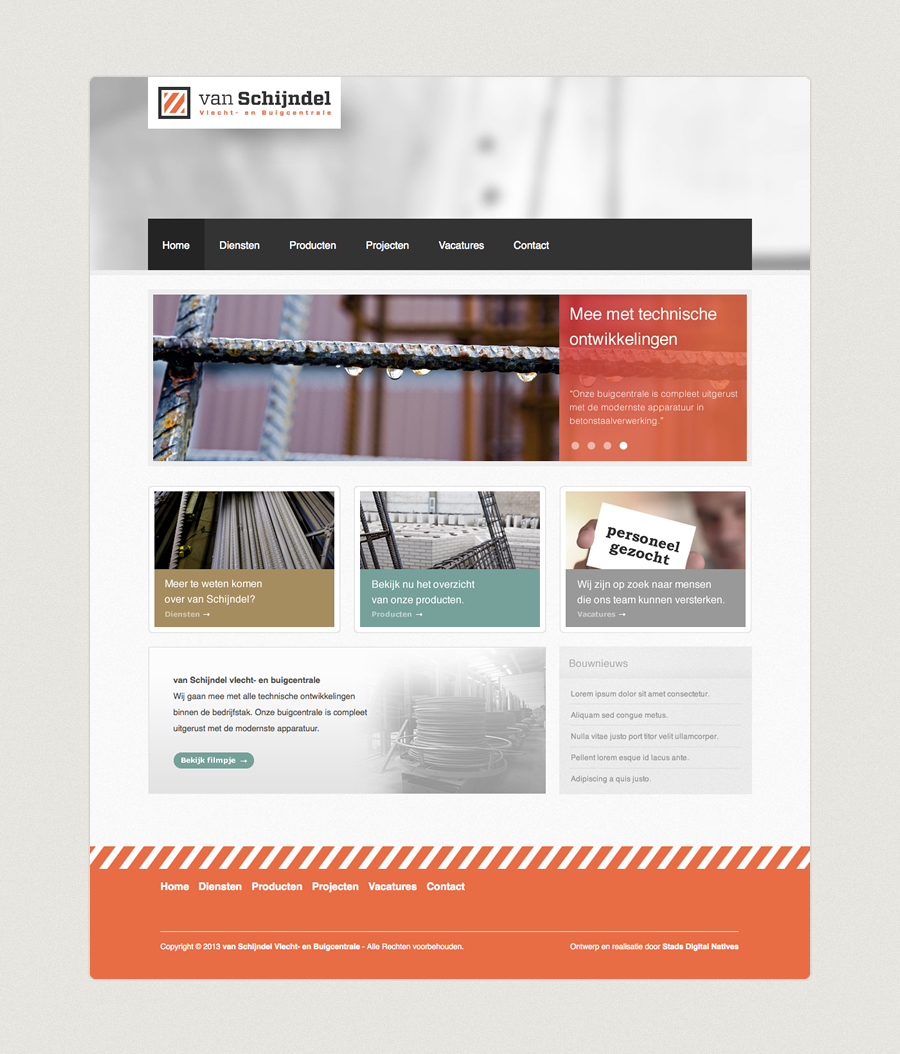 van Schijndel
Vlecht- en Buigcentrale
Home Diensten Producten Projecten Vacatures Contact
Mee met technische
ontwikkelingen
"Onze buigcentrale is compleet uitgerust
met de modernste apparatuur in
betonstaalverwerking."
personeel
gezocht
Meer te weten komen
over van Schijndel?
Diensten →
Bekijk nu het overzicht
van onze producten.
Producten →
Wij zijn op zoek naar mensen
die ons team kunnen versterken.
Vacatures →
van Schijndel vlecht- en buigcentrale
Wij gaan mee met alle technische ontwikkelingen
binnen de bedrijfstak. Onze buigcentrale is compleet
uitgerust met de modernste apparatuur.
Bekijk filmpje →
Bouwnieuws
Lorem ipsum dolor sit amet consectetur.
Aliquam sed congue metus.
Nulla vitae justo port titor velit ullamcorper.
Pellent lorem esque id lacus ante.
Adipiscing a quis justo.
Home Diensten Producten Projecten Vacatures Contact
Copyright © 2013 van Schijndel Vlecht- en Buigcentrale - Alle Rechten voorbehouden.
Ontwerp en realisatie door Stads Digital Natives